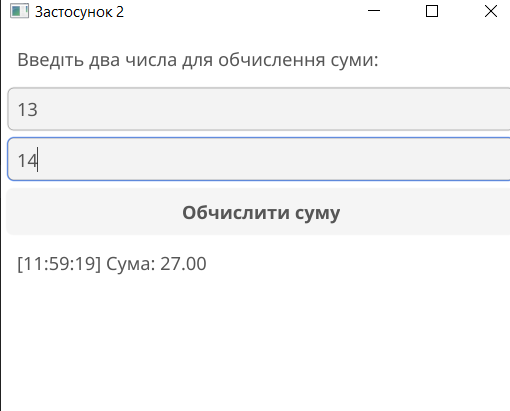 Застосунок 2
Введіть два числа для обчислення суми:
13
14
Обчислити суму
[11:59:19] Сума: 27.00